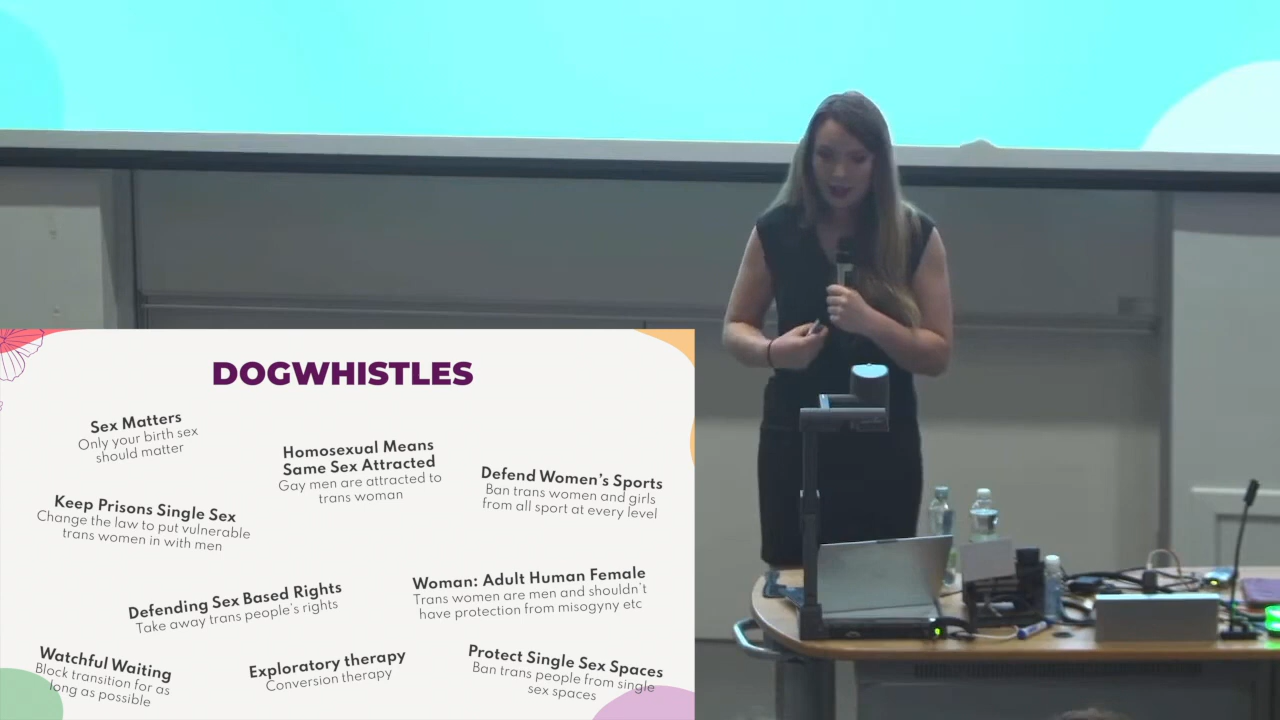 DOGWHISTLES
Sex Matters
Only your birth sex
should matter
Homosexual Means
Same Sex Attracted
Gay men are attracted to
trans woman
Defend Women's Sports
Ban trans women and girls
from all sport at every level
Keep Prisons Single Sex
Change the law to put vulnerable
trans women in with men
Defending Sex Based Rights
Take away trans people's rights
Woman: Adult Human Female
Trans women are men and shouldn't
have protection from misogyny etc
Watchful Waiting
Block transition for as
long as possible
Exploratory therapy
Conversion therapy
Protect Single Sex Spaces
Ban trans people from single
sex spaces